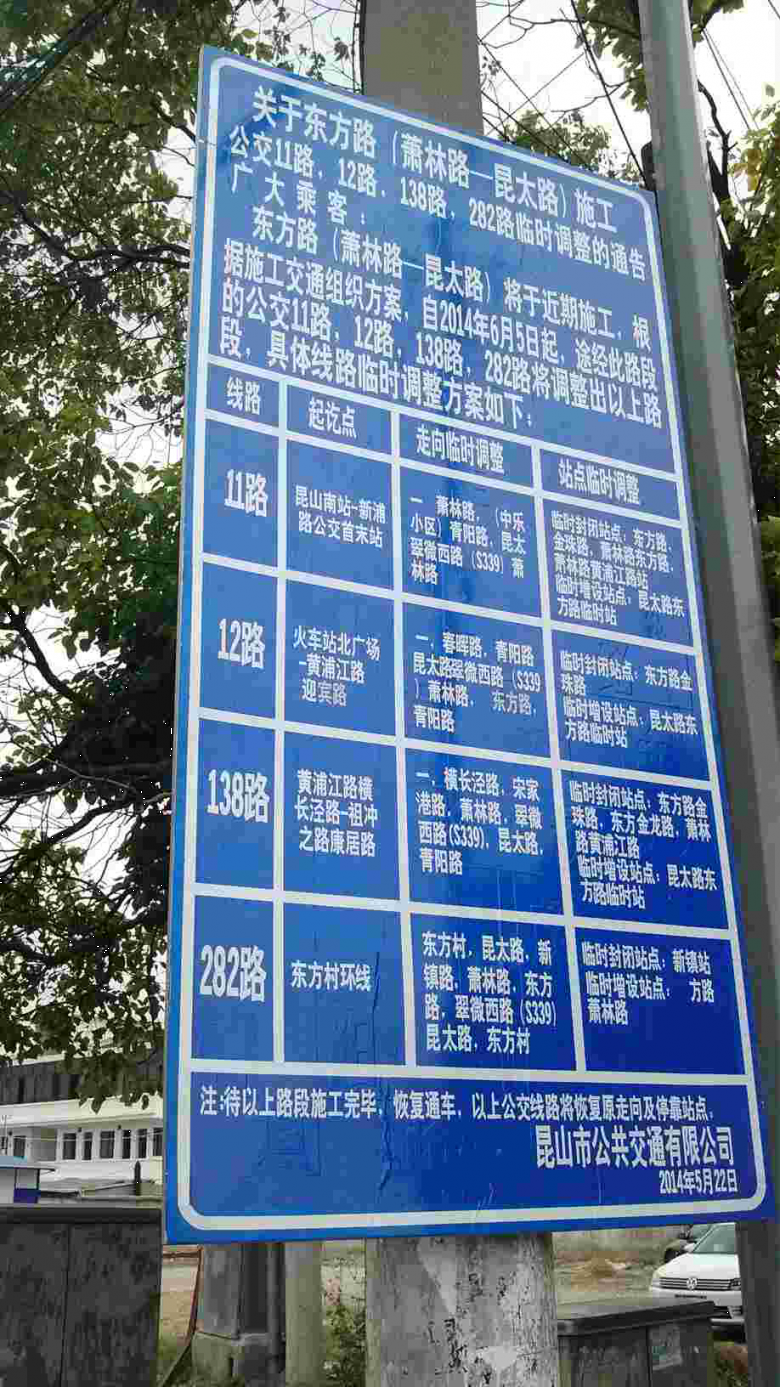 关于东方路（萧林路—昆太路）施工
公交11路，12路，138路，282路临时调整的通告
广大乘客：
东方路（萧林路—昆太路）将于近期施工，根
据施工交通组织方案，自2014年6月5日起，途经此路段
的公交11路，12路，138路，282路将调整出以上路
段，具体线路临时调整方案如下：
线路 起讫点 走向临时调整 站点临时调整
11路
昆山南站-新浦
路公交首末站
一 萧林路，（中乐
小区）青阳路，昆太
翠微西路（S339）萧
林路
临时封闭站点：东方路、
金珠路，萧林路东方路，
萧林路黄浦江路站
临时增设站点：昆太路东
方路临时站
12路
火车站北广场
-黄浦江路
迎宾路
一，春晖路，青阳路
昆太路翠微西路（S339
）萧林路， 东方路，
青阳路
临时封闭站点：东方路金
珠路
临时增设站点：昆太路东
方路临时站
138路
黄浦江路横
长泾路-祖冲
之路康居路
一，横长泾路，宋家
港路，萧林路，翠微
西路(S339)，昆太路，
青阳路
临时封闭站点：东方路金
珠路，东方金龙路，萧林
路黄浦江路
临时增设站点：昆太路东
方路临时站
282路
东方村环线
东方村，昆太路，新
镇路，萧林路，东方
路，翠微西路（S339）
昆太路，东方村
临时封闭站点：新镇站
临时增设站点： 方路
萧林路
注:待以上路段施工完毕，恢复通车，以上公交线路将恢复原走向及停靠站点。
昆山市公共交通有限公司
2014年5月22日